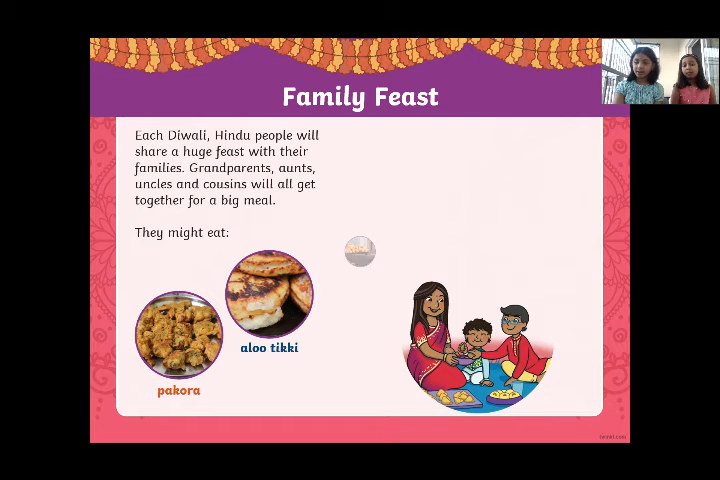 Family Feast
Each Diwali, Hindu people will
share a huge feast with their
families. Grandparents, aunts,
uncles and cousins will all get
together for a big meal.
They might eat:
aloo tikki
pakora